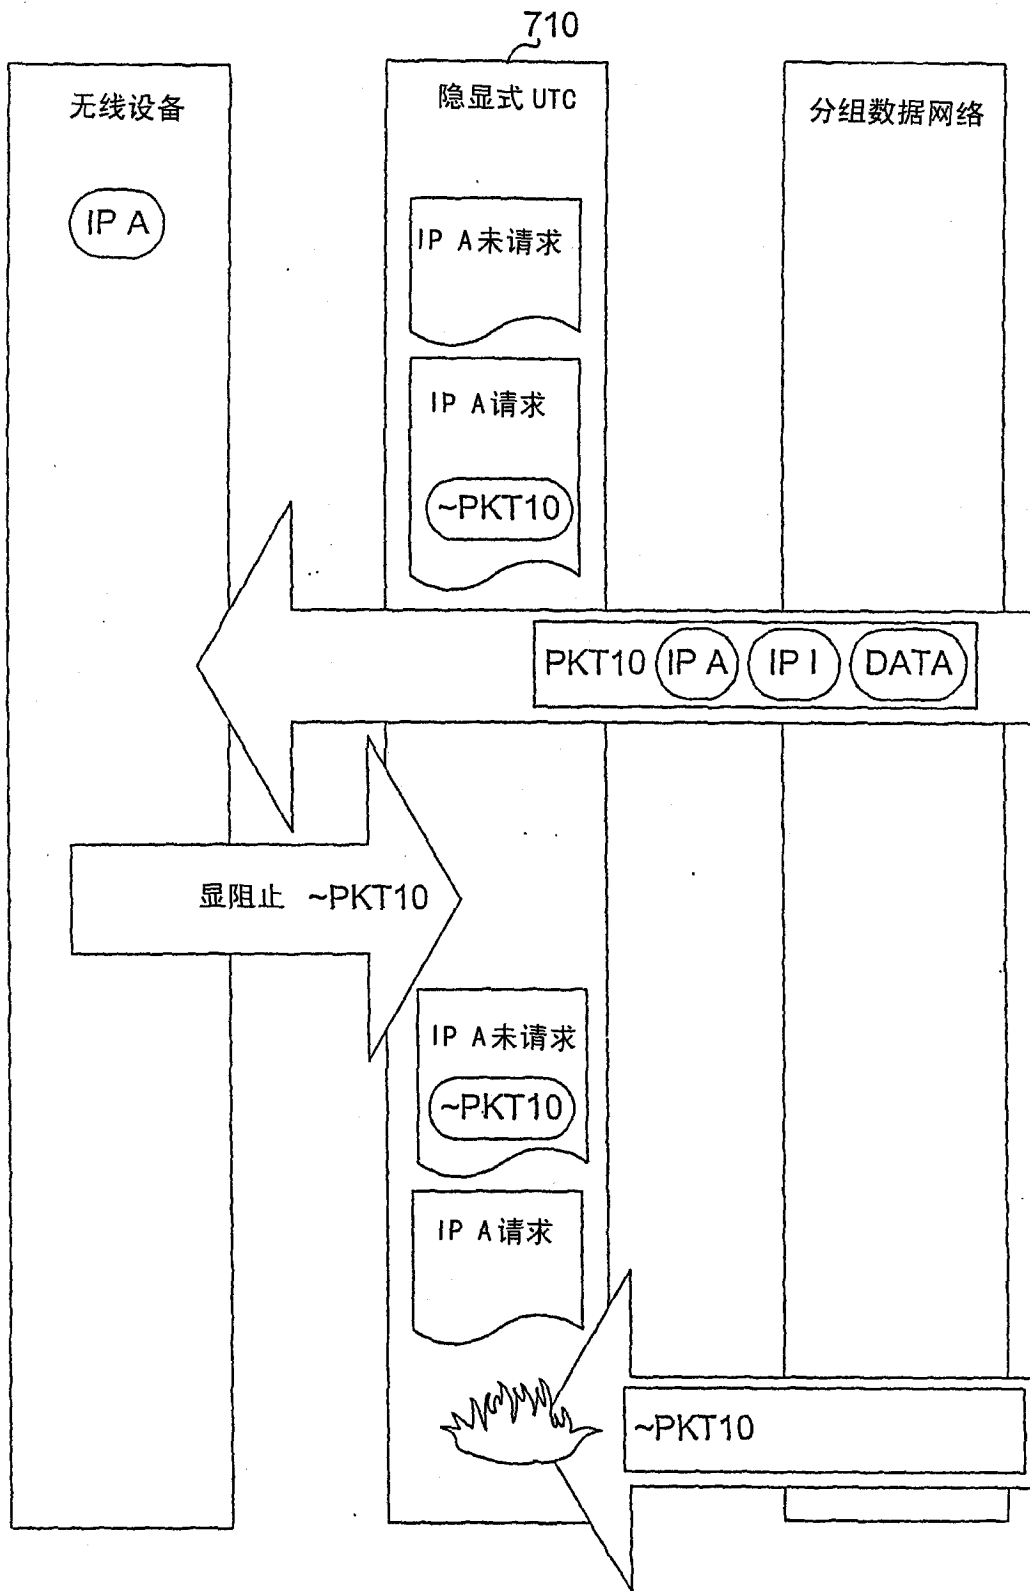 710
无线设备
隐显式 UTC
分组数据网络
IP A
IP A未请求
IP A请求
~PKT10
PKT10 IP A IP I DATA
显阻止 ~PKT10
IP A未请求
~PKT10
IP A请求
~PKT10